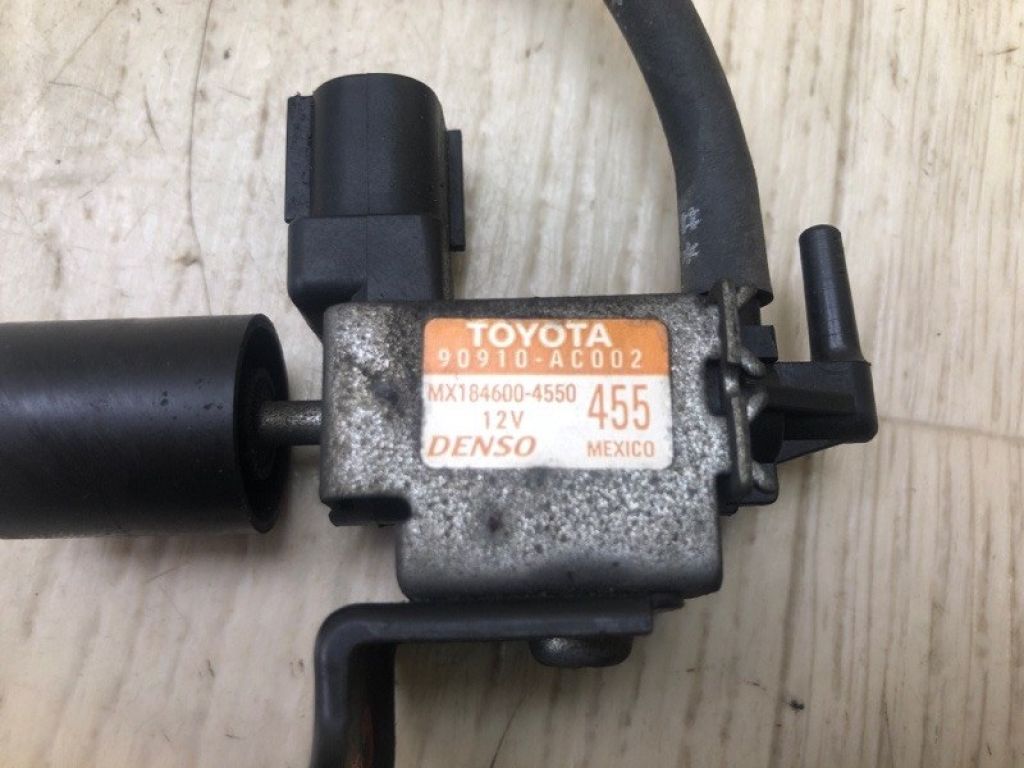 TOYOTA
90910-AC002
MX184600-4550
455
12V
DENSO
MEXICO